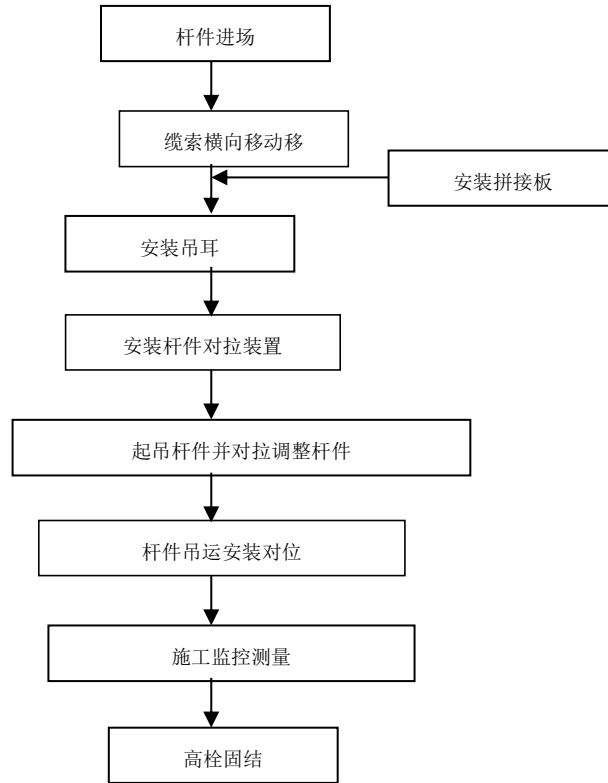 杆件进场
缆索横向移动移
安装拼接板
安装吊耳
安装杆件对拉装置
起吊杆件并对拉调整杆件
杆件吊运安装对位
施工监控测量
高栓固结